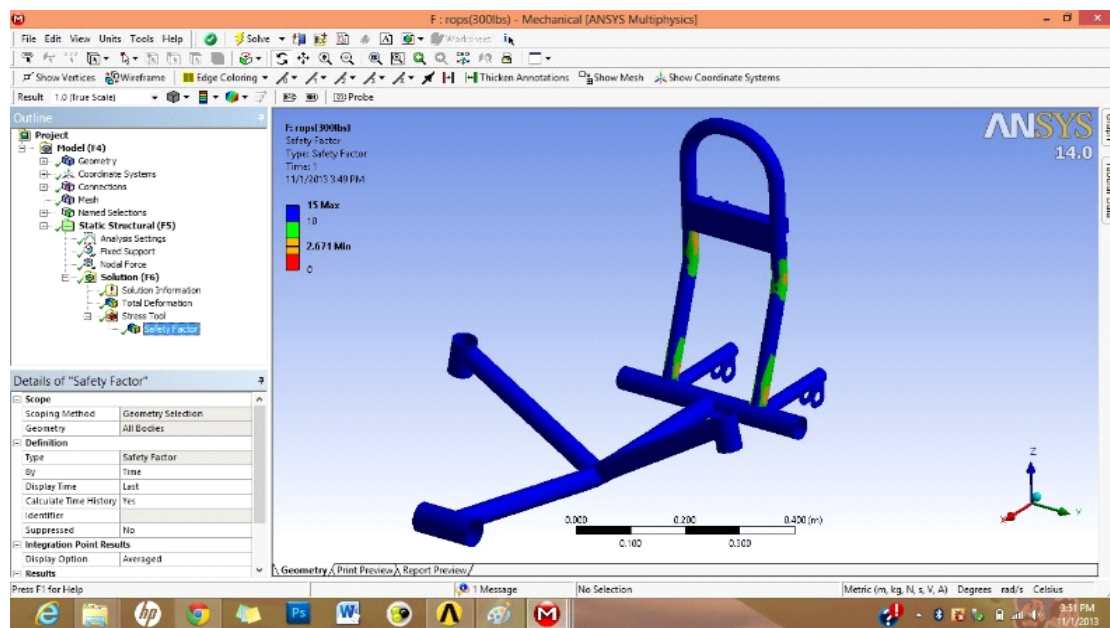 F : rops(300lbs) - Mechanical [ANSYS Multiphysics]
File Edit View Units Tools Help Solve Worksheet
Show Vertices Wireframe Edge Coloring Thicken Annotations Show Mesh Show Coordinate Systems
Result 1.0 (True Scale) Probe
Outline
Project
Model (F4)
Geometry
Coordinate Systems
Connections
Mesh
Named Selections
Static Structural (F5)
Analysis Settings
Fixed Support
Nodal Force
Solution (F6)
Solution Information
Total Deformation
Stress Tool
Safety Factor
Details of "Safety Factor"
Scope
Scoping Method Geometry Selection
Geometry All Bodies
Definition
Type Safety Factor
By Time
Display Time Last
Calculate Time History Yes
Identifier
Suppressed No
Integration Point Results
Display Option Averaged
Results
F: rops(300lbs)
Safety Factor
Type: Safety Factor
Time: 1
11/1/2013 3:49 PM
15 Max
10
2.671 Min
0
ANSYS
14.0
Z
X
Y
0.000 0.200 0.400 (m)
0.100 0.300
Geometry Print Preview Report Preview
Press F1 for Help 1 Message No Selection Metric (m, kg, N, s, V, A) Degrees rad/s Celsius
hp Ps W M
3:51 PM
11/1/2013